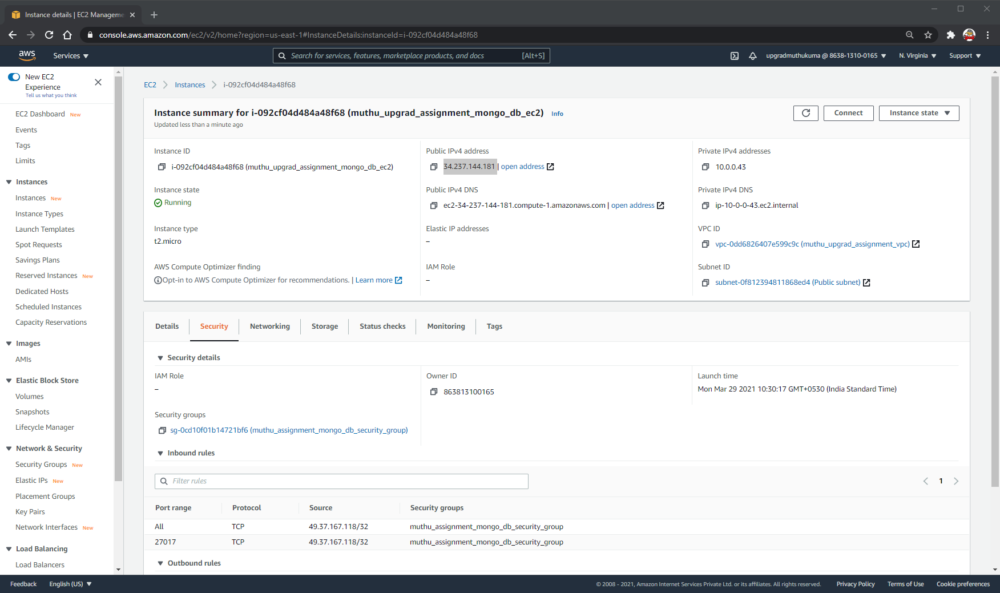 Instance details | EC2 Manageme
console.aws.amazon.com/ec2/v2/home?region=us-east-1#InstanceDetails:instanceId=i-092cf04d484a48f68
aws
Services
Search for services, features, marketplace products, and docs [Alt+S]
upgradmuthukuma @ 8638-1310-0165
N. Virginia
Support
New EC2
Experience
Tell us what you think
EC2 Dashboard New
Events
Tags
Limits
Instances
Instances New
Instance Types
Launch Templates
Spot Requests
Savings Plans
Reserved Instances New
Dedicated Hosts
Scheduled Instances
Capacity Reservations
Images
AMIs
Elastic Block Store
Volumes
Snapshots
Lifecycle Manager
Network & Security
Security Groups New
Elastic IPs New
Placement Groups
Key Pairs
Network Interfaces New
Load Balancing
Load Balancers
EC2 Instances i-092cf04d484a48f68
Instance summary for i-092cf04d484a48f68 (muthu_upgrad_assignment_mongo_db_ec2) Info
Updated less than a minute ago
Connect
Instance state
Instance ID
i-092cf04d484a48f68 (muthu_upgrad_assignment_mongo_db_ec2)
Instance state
Running
Instance type
t2.micro
AWS Compute Optimizer finding
Opt-in to AWS Compute Optimizer for recommendations. | Learn more
Public IPv4 address
34.237.144.181 | open address
Public IPv4 DNS
ec2-34-237-144-181.compute-1.amazonaws.com | open address
Elastic IP addresses
–
IAM Role
–
Private IPv4 addresses
10.0.0.43
Private IPv4 DNS
ip-10-0-0-43.ec2.internal
VPC ID
vpc-0dd6826407e599c9c (muthu_upgrad_assignment_vpc)
Subnet ID
subnet-0f812394811868ed4 (Public subnet)
Details Security Networking Storage Status checks Monitoring Tags
Security details
IAM Role
–
Owner ID
863813100165
Launch time
Mon Mar 29 2021 10:30:17 GMT+0530 (India Standard Time)
Security groups
sg-0cd10f01b14721bf6 (muthu_assignment_mongo_db_security_group)
Inbound rules
Filter rules
1
Port range Protocol Source Security groups
All TCP 49.37.167.118/32 muthu_assignment_mongo_db_security_group
27017 TCP 49.37.167.118/32 muthu_assignment_mongo_db_security_group
Outbound rules
Feedback English (US)
© 2008 - 2021, Amazon Internet Services Private Ltd. or its affiliates. All rights reserved. Privacy Policy Terms of Use Cookie preferences